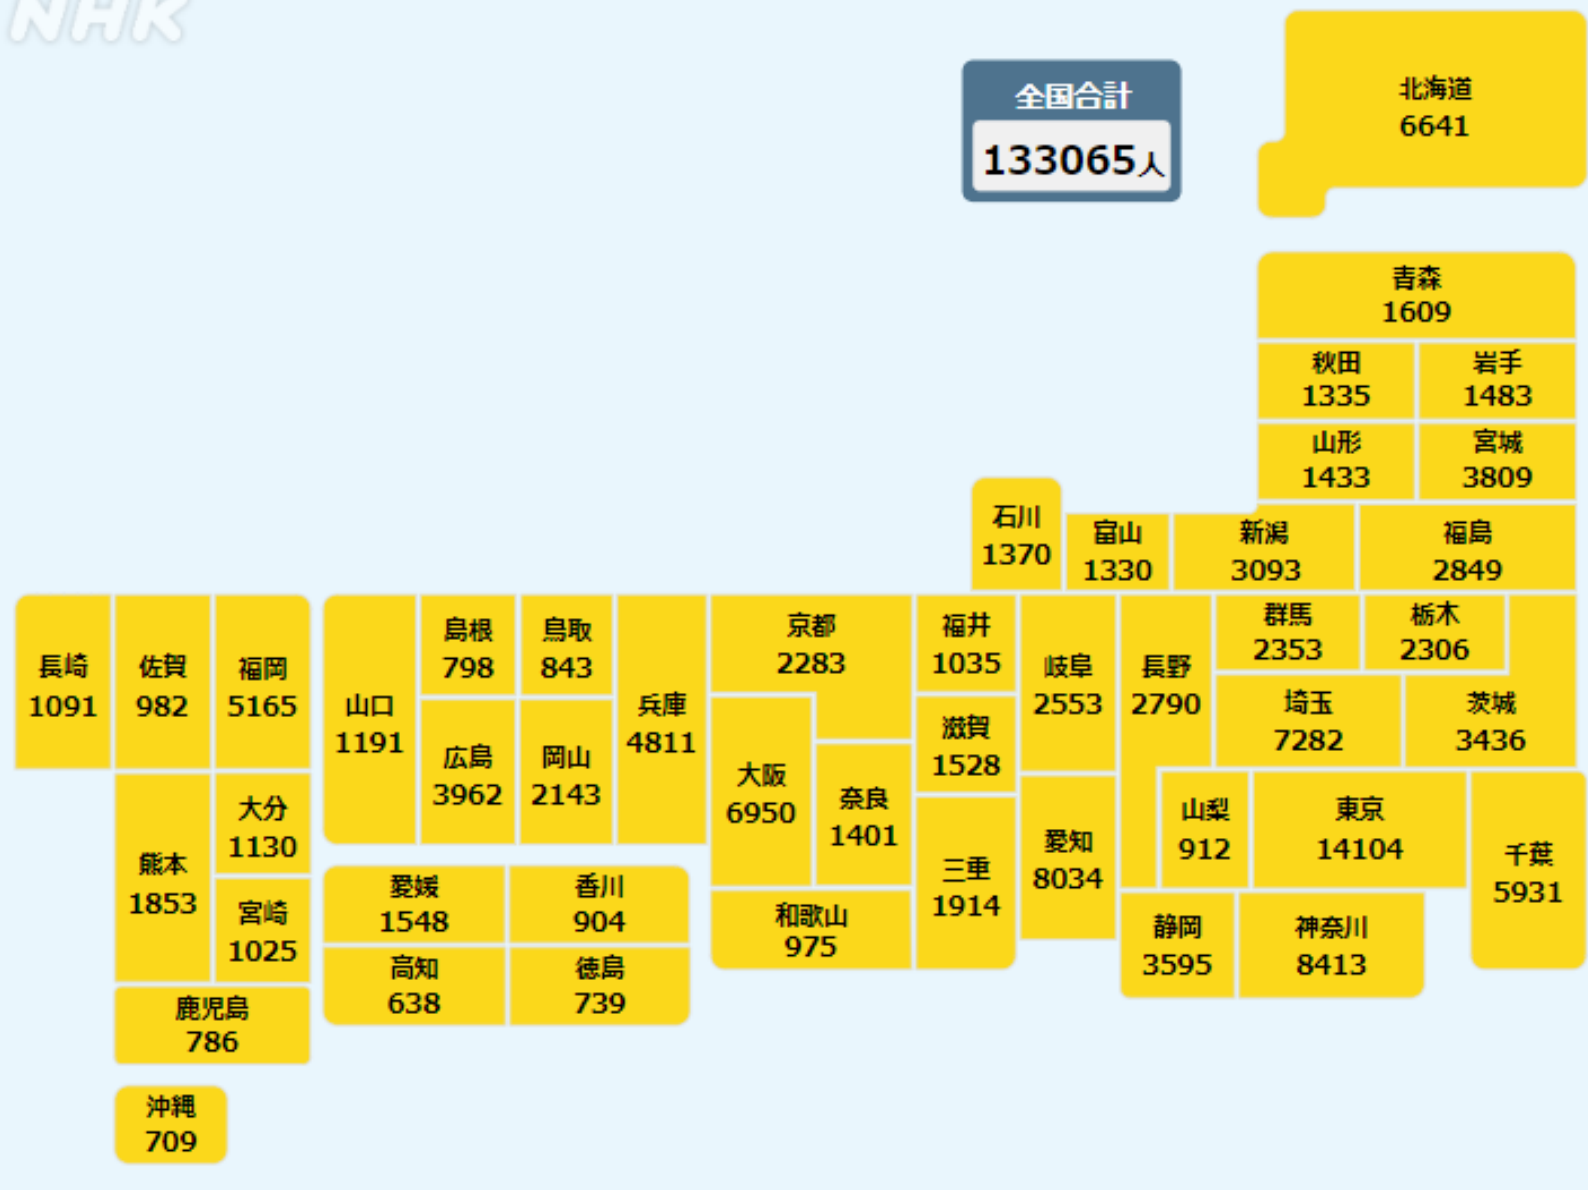 NHK
全国合計
133065人
北海道
6641
青森
1609
秋田
1335
岩手
1483
山形
1433
宮城
3809
石川
1370
富山
1330
新潟
3093
福島
2849
長崎
1091
佐賀
982
福岡
5165
山口
1191
島根
798
鳥取
843
兵庫
4811
京都
2283
福井
1035
岐阜
2553
長野
2790
群馬
2353
栃木
2306
埼玉
7282
茨城
3436
広島
3962
岡山
2143
大阪
6950
奈良
1401
滋賀
1528
熊本
1853
大分
1130
宮崎
1025
愛媛
1548
香川
904
和歌山
975
三重
1914
愛知
8034
山梨
912
東京
14104
千葉
5931
高知
638
徳島
739
静岡
3595
神奈川
8413
鹿児島
786
沖縄
709